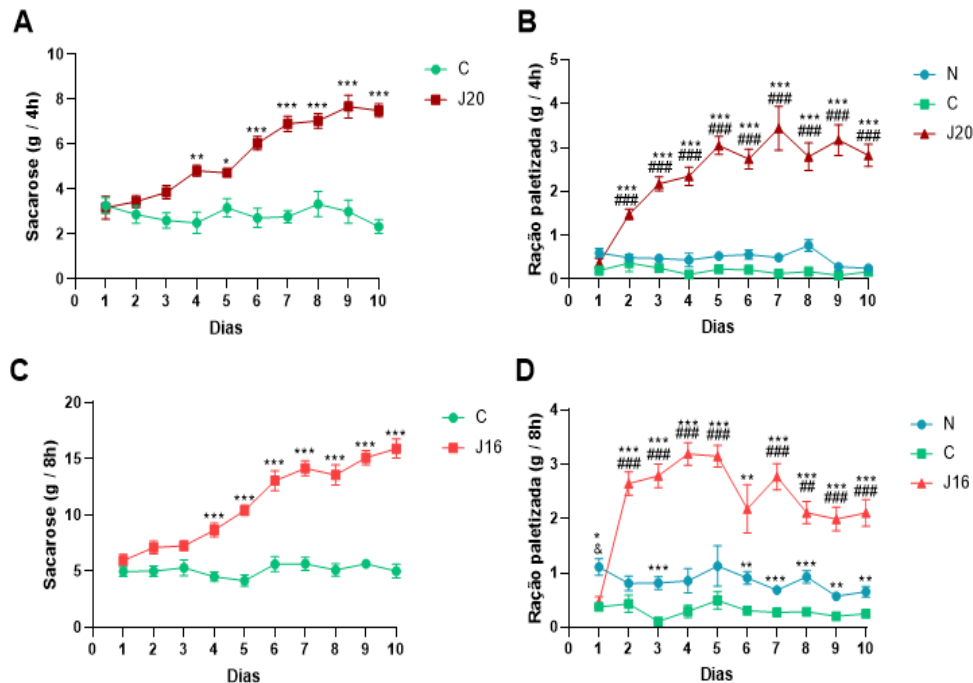 A
Sacarose (g / 4h)
10
8
6
4
2
0
** * *** *** *** *** ***
0 1 2 3 4 5 6 7 8 9 10
Dias
C
J20
B
Ração paletizada (g / 4h)
5
4
3
2
1
0
*** *** *** *** *** *** *** *** ***
### ### ### ### ### ### ### ### ###
0 1 2 3 4 5 6 7 8 9 10
Dias
N
C
J20
C
Sacarose (g / 8h)
20
15
10
5
0
*** *** *** *** *** *** ***
0 1 2 3 4 5 6 7 8 9 10
Dias
C
J16
D
Ração paletizada (g / 8h)
4
3
2
1
0
*** *** *** *** ** *** *** *** ***
### ### ### ### ### ## ### ###
*
&
*** ** *** ** ** **
0 1 2 3 4 5 6 7 8 9 10
Dias
N
C
J16